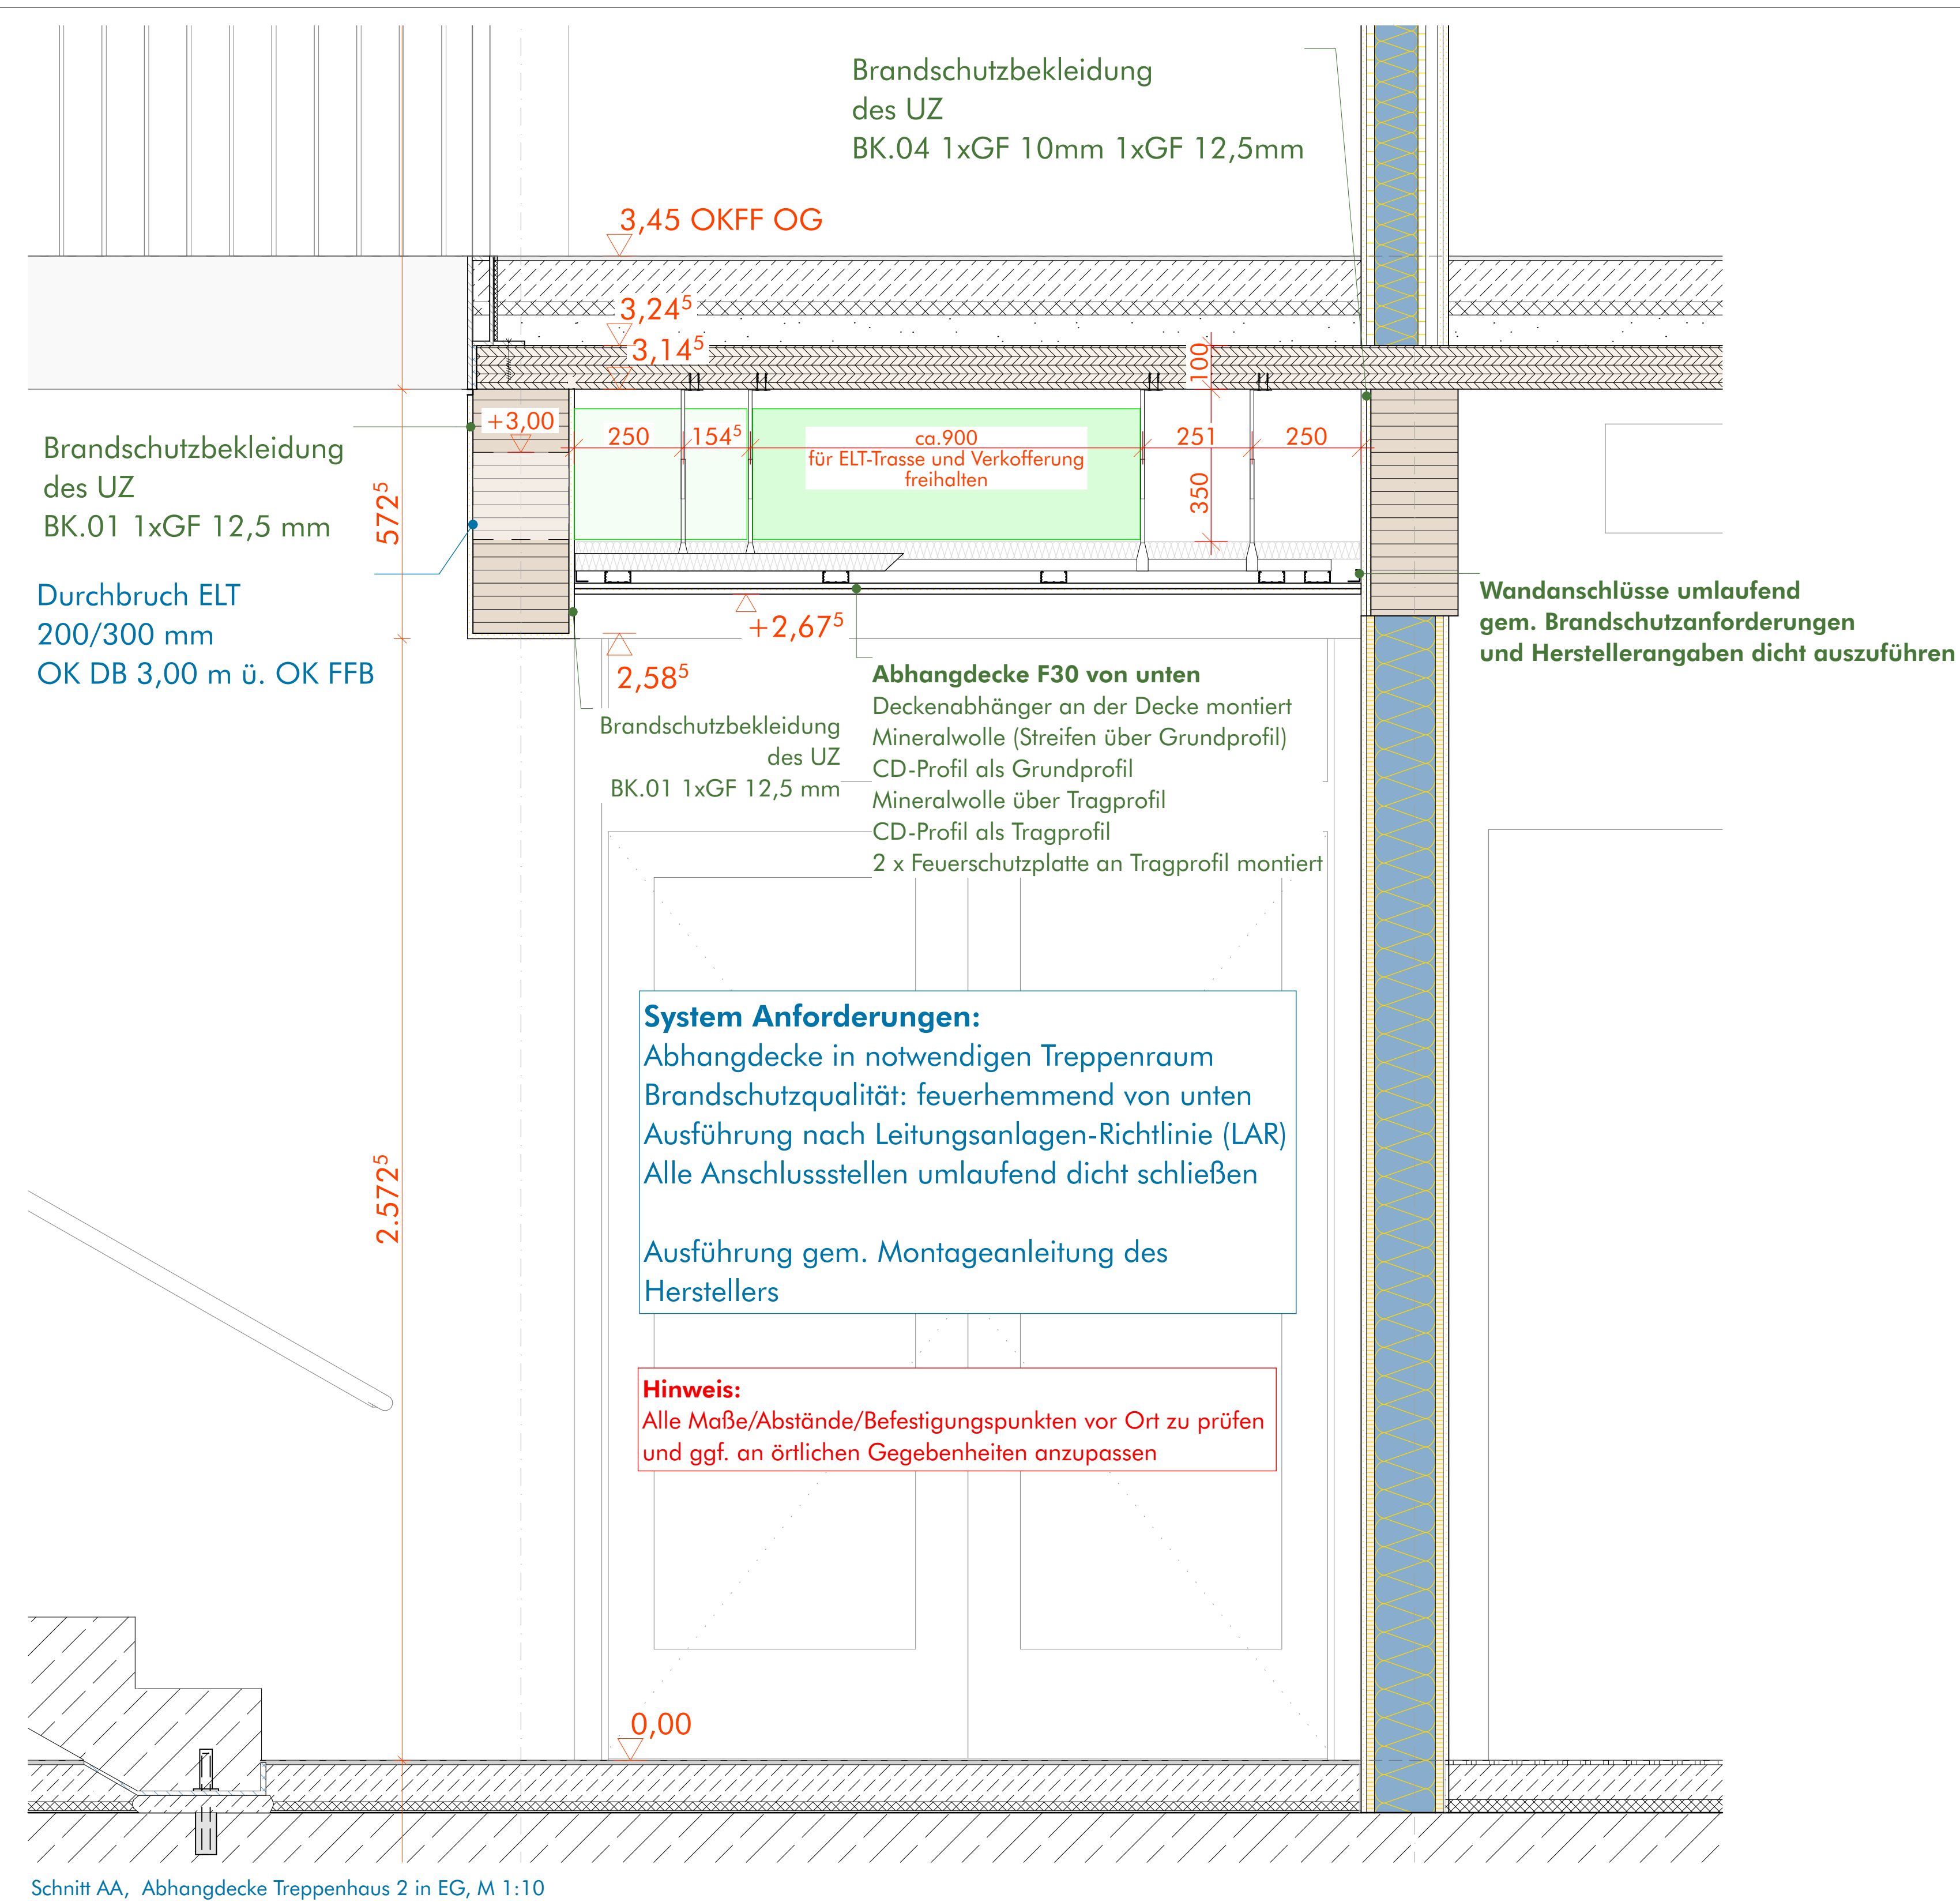 Brandschutzbekleidung
des UZ
BK.04 1xGF 10mm 1xGF 12,5mm
3,45 OKFF OG
3,24⁵
3,14⁵
100
+3,00
250
154⁵
ca.900
für ELT-Trasse und Verkofferung
freihalten
251
250
350
Brandschutzbekleidung
des UZ
BK.01 1xGF 12,5 mm
572⁵
Durchbruch ELT
200/300 mm
OK DB 3,00 m ü. OK FFB
+2,67⁵
2,58⁵
Wandanschlüsse umlaufend
gem. Brandschutzanforderungen
und Herstellerangaben dicht auszuführen
Brandschutzbekleidung
des UZ
BK.01 1xGF 12,5 mm
Abhangdecke F30 von unten
Deckenabhänger an der Decke montiert
Mineralwolle (Streifen über Grundprofil)
CD-Profil als Grundprofil
Mineralwolle über Tragprofil
CD-Profil als Tragprofil
2 x Feuerschutzplatte an Tragprofil montiert
System Anforderungen:
Abhangdecke in notwendigen Treppenraum
Brandschutzqualität: feuerhemmend von unten
Ausführung nach Leitungsanlagen-Richtlinie (LAR)
Alle Anschlussstellen umlaufend dicht schließen
Ausführung gem. Montageanleitung des
Herstellers
2.572⁵
Hinweis:
Alle Maße/Abstände/Befestigungspunkten vor Ort zu prüfen
und ggf. an örtlichen Gegebenheiten anzupassen
0,00
Schnitt AA, Abhangdecke Treppenhaus 2 in EG, M 1:10